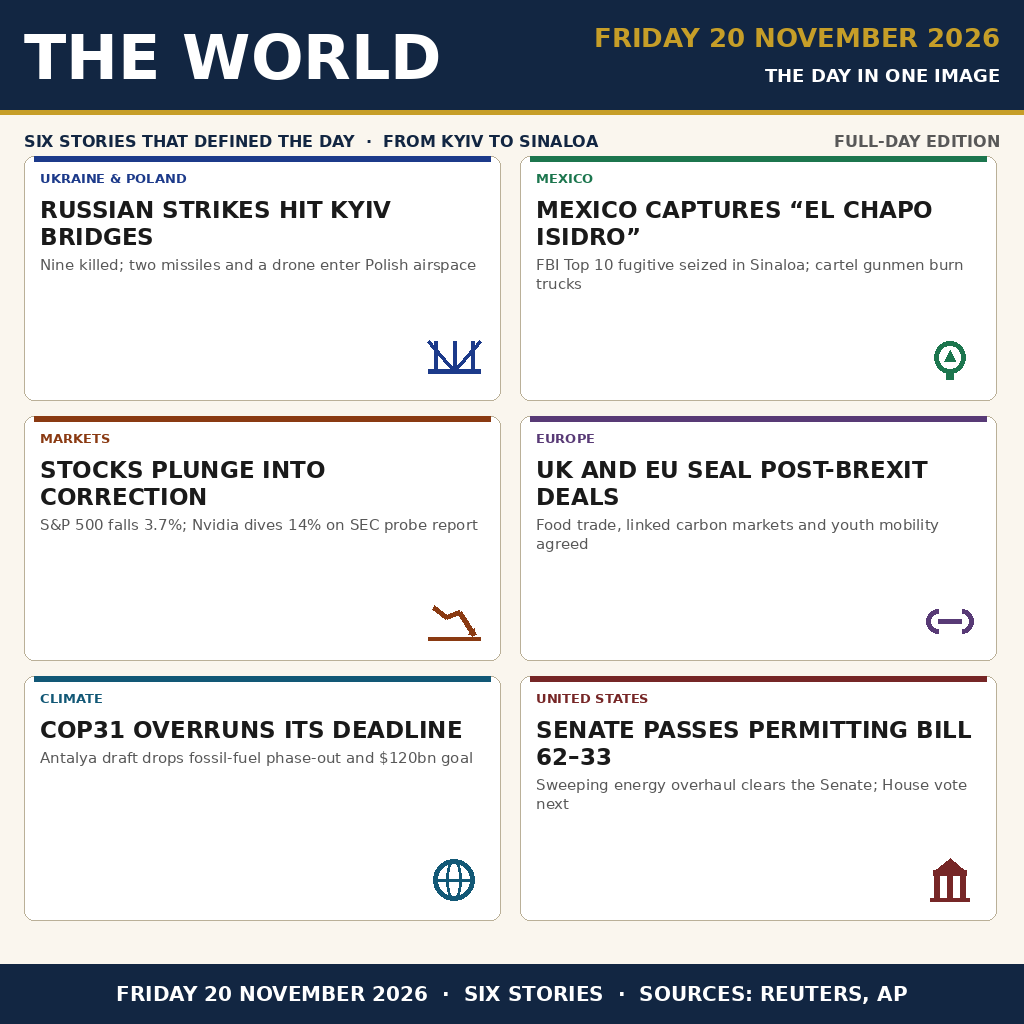 THE WORLD
FRIDAY 20 NOVEMBER 2026
THE DAY IN ONE IMAGE
SIX STORIES THAT DEFINED THE DAY · FROM KYIV TO SINALOA
FULL-DAY EDITION
UKRAINE & POLAND
RUSSIAN STRIKES HIT KYIV
BRIDGES
Nine killed; two missiles and a drone enter Polish airspace
MEXICO
MEXICO CAPTURES “EL CHAPO
ISIDRO”
FBI Top 10 fugitive seized in Sinaloa; cartel gunmen burn
trucks
MARKETS
STOCKS PLUNGE INTO
CORRECTION
S&P 500 falls 3.7%; Nvidia dives 14% on SEC probe report
EUROPE
UK AND EU SEAL POST-BREXIT
DEALS
Food trade, linked carbon markets and youth mobility
agreed
CLIMATE
COP31 OVERRUNS ITS DEADLINE
Antalya draft drops fossil-fuel phase-out and $120bn goal
UNITED STATES
SENATE PASSES PERMITTING BILL
62–33
Sweeping energy overhaul clears the Senate; House vote
next
FRIDAY 20 NOVEMBER 2026 · SIX STORIES · SOURCES: REUTERS, AP